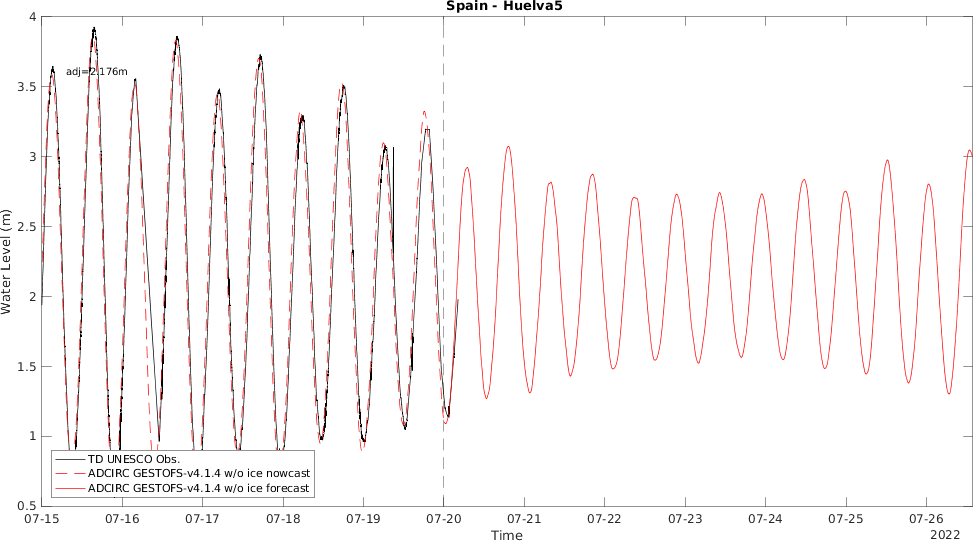 Spain - Huelva5
4
3.5
3
2.5
2
1.5
1
0.5
Water Level (m)
adj=2.176m
TD UNESCO Obs.
ADCIRC GESTOFS-v4.1.4 w/o ice nowcast
ADCIRC GESTOFS-v4.1.4 w/o ice forecast
07-15 07-16 07-17 07-18 07-19 07-20 07-21 07-22 07-23 07-24 07-25 07-26
Time
2022